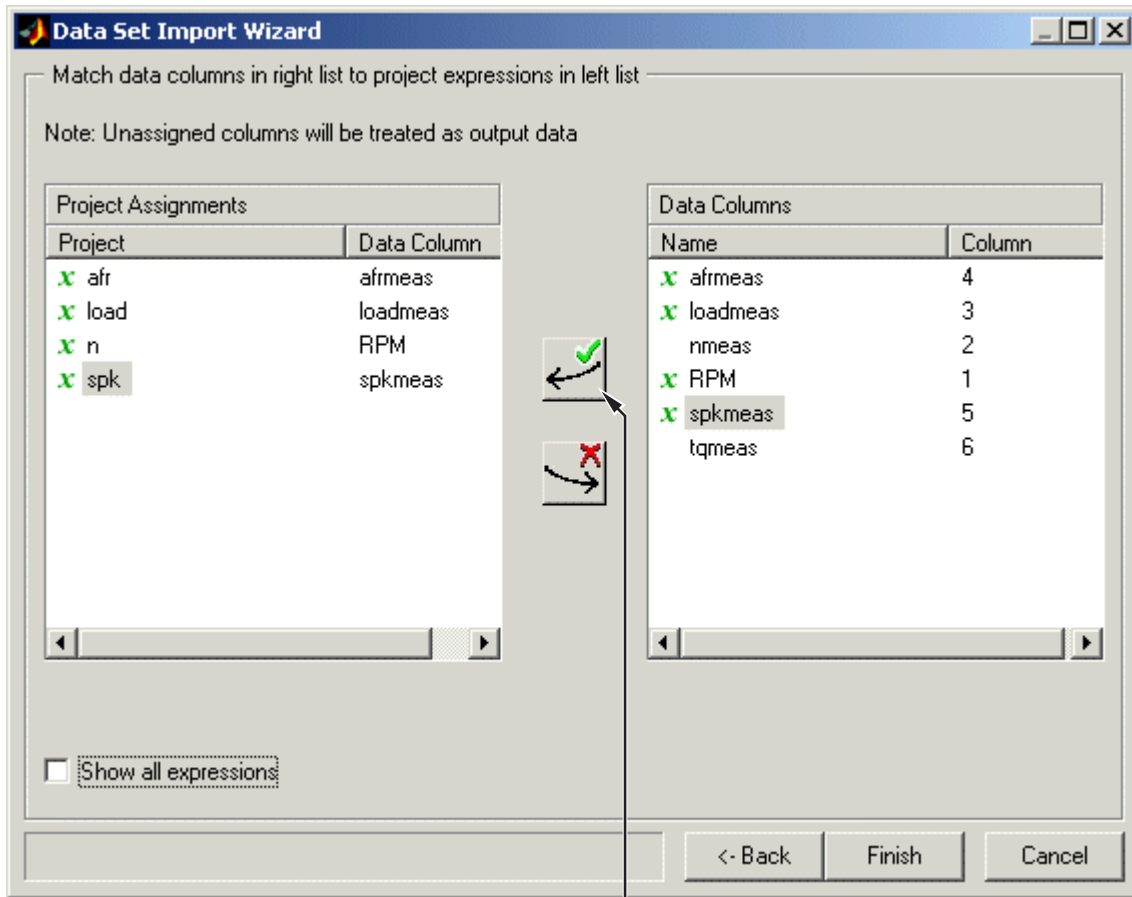 Data Set Import Wizard
Match data columns in right list to project expressions in left list
Note: Unassigned columns will be treated as output data
Project Assignments
Project Data Column
x afr afrmeas
x load loadmeas
x n RPM
x spk spkmeas
Data Columns
Name Column
x afrmeas 4
x loadmeas 3
nmeas 2
x RPM 1
x spkmeas 5
tqmeas 6
Show all expressions
<- Back Finish Cancel